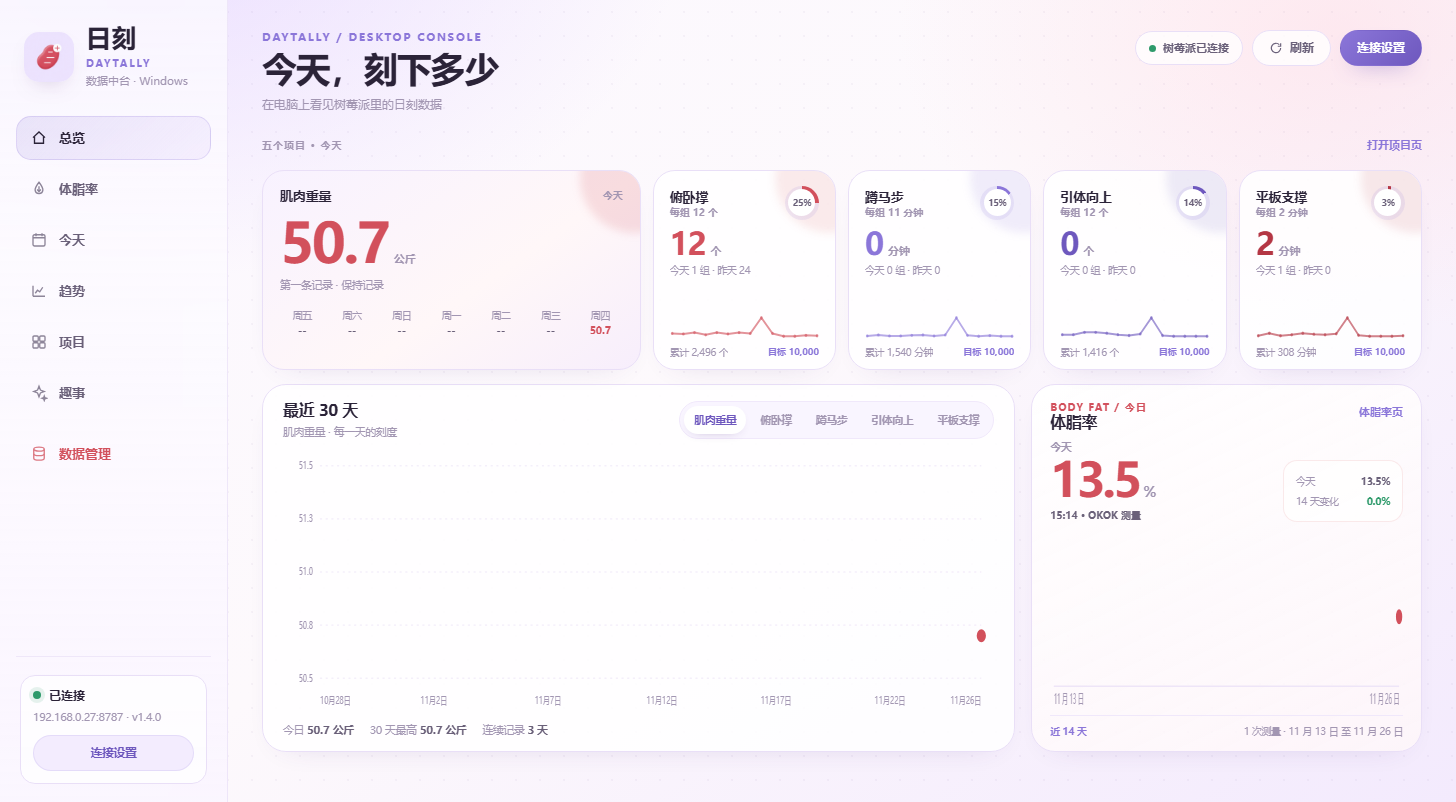 日刻
DAYTALLY
数据中台 · Windows
总览
体脂率
今天
趋势
项目
趣事
数据管理
已连接
192.168.0.27:8787 · v1.4.0
连接设置
DAYTALLY / DESKTOP CONSOLE
今天，刻下多少
在电脑上看见树莓派里的日刻数据
树莓派已连接
刷新
连接设置
五个项目 • 今天
打开项目页
肌肉重量
今天
50.7 公斤
第一条记录 · 保持记录
周五 周六 周日 周一 周二 周三 周四
-- -- -- -- -- -- 50.7
俯卧撑
每组 12 个
25%
12 个
今天 1 组 · 昨天 24
累计 2,496 个
目标 10,000
蹲马步
每组 11 分钟
15%
0 分钟
今天 0 组 · 昨天 0
累计 1,540 分钟
目标 10,000
引体向上
每组 12 个
14%
0 个
今天 0 组 · 昨天 0
累计 1,416 个
目标 10,000
平板支撑
每组 2 分钟
3%
2 分钟
今天 1 组 · 昨天 0
累计 308 分钟
目标 10,000
最近 30 天
肌肉重量 · 每一天的刻度
肌肉重量 俯卧撑 蹲马步 引体向上 平板支撑
51.5
51.3
51.0
50.8
50.5
10月28日 11月2日 11月7日 11月12日 11月17日 11月22日 11月26日
今日 50.7 公斤 30 天最高 50.7 公斤 连续记录 3 天
BODY FAT / 今日
体脂率
体脂率页
今天
13.5 %
15:14 • OKOK 测量
今天 13.5%
14 天变化 0.0%
11月13日 11月26日
近 14 天
1 次测量 · 11 月 13 日 至 11 月 26 日